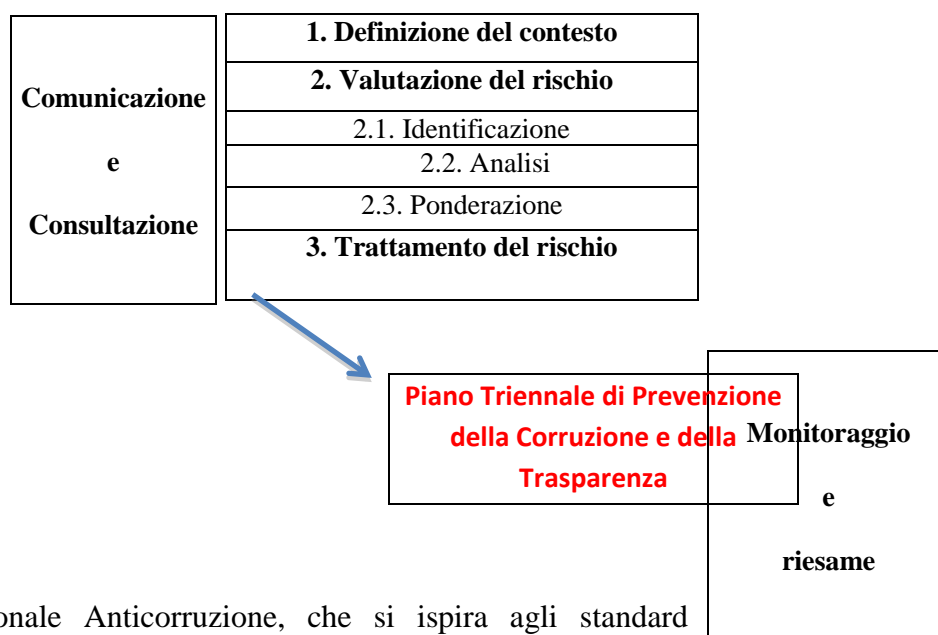 Comunicazione
e
Consultazione
1. Definizione del contesto
2. Valutazione del rischio
2.1. Identificazione
2.2. Analisi
2.3. Ponderazione
3. Trattamento del rischio
Piano Triennale di Prevenzione
della Corruzione e della
Trasparenza
Monitoraggio
e
riesame
onale Anticorruzione, che si ispira agli standard